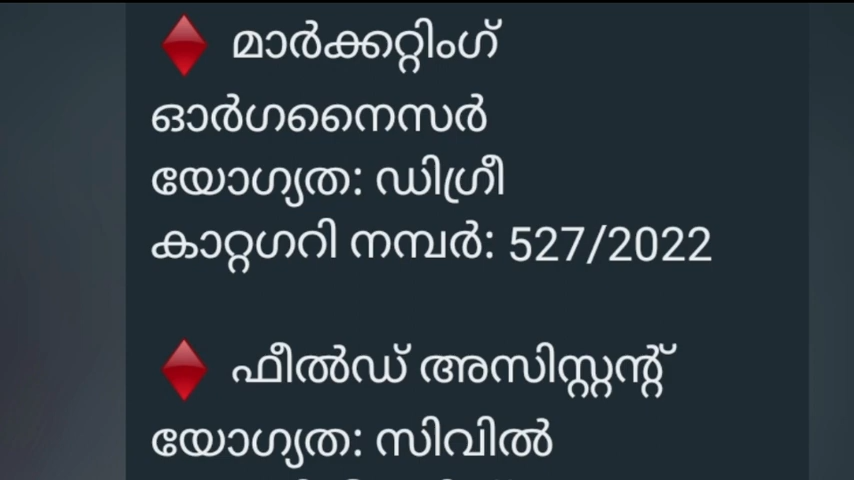 ♦ മാർക്കറ്റിംഗ്
ഓർഗനൈസർ
യോഗ്യത: ഡിഗ്രീ
കാറ്റഗറി നമ്പർ: 527/2022
♦ ഫീൽഡ് അസിസ്റ്റന്റ്
യോഗ്യത: സിവിൽ